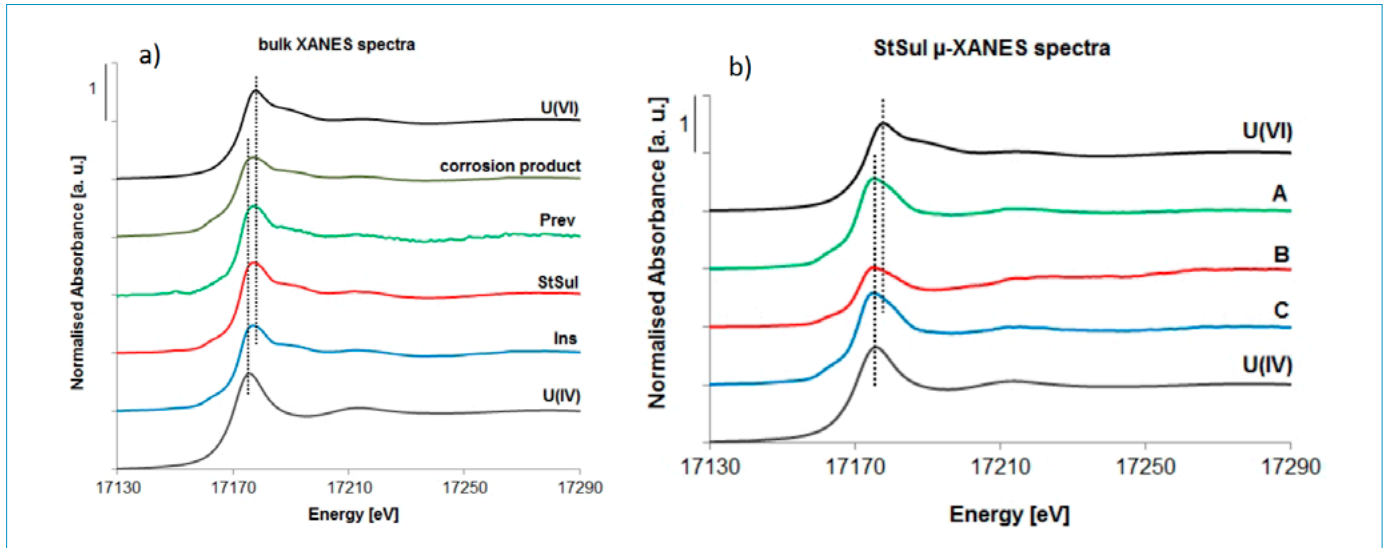 a)
bulk XANES spectra
1
Normalised Absorbance [a. u.]
U(VI)
corrosion product
Prev
StSul
Ins
U(IV)
17130 17170 17210 17250 17290
Energy [eV]
b)
StSul µ-XANES spectra
1
Normalised Absorbance [a. u.]
U(VI)
A
B
C
U(IV)
17130 17170 17210 17250 17290
Energy [eV]